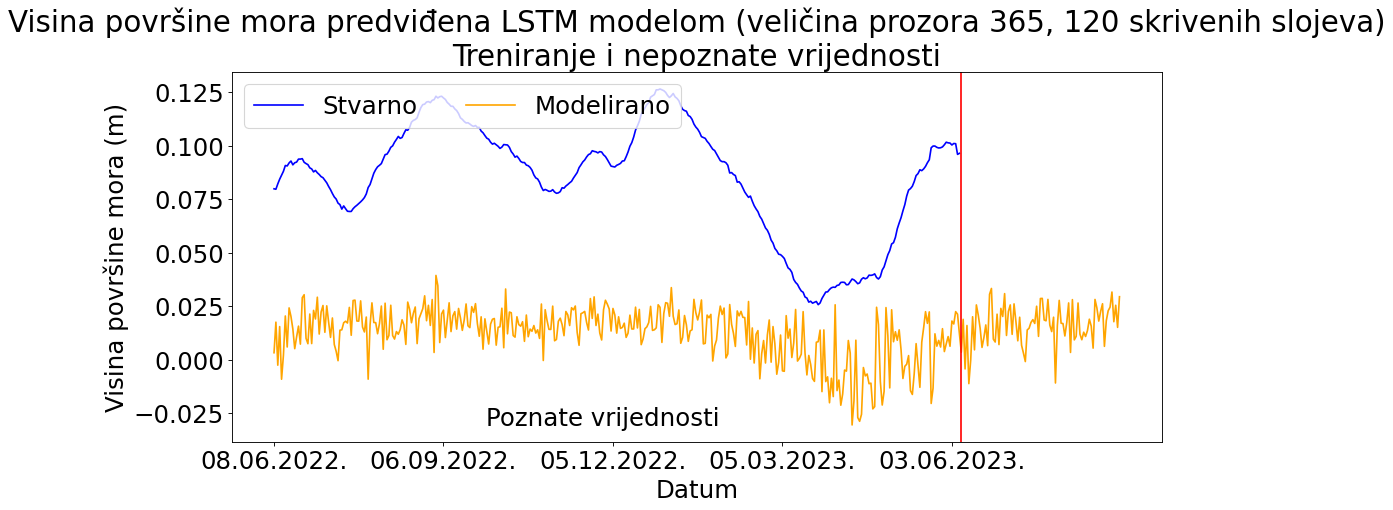 Visina površine mora predviđena LSTM modelom (veličina prozora 365, 120 skrivenih slojeva)
Treniranje i nepoznate vrijednosti
Stvarno
Modelirano
Visina površine mora (m)
0.125
0.100
0.075
0.050
0.025
0.000
−0.025
Poznate vrijednosti
08.06.2022.
06.09.2022.
05.12.2022.
05.03.2023.
03.06.2023.
Datum